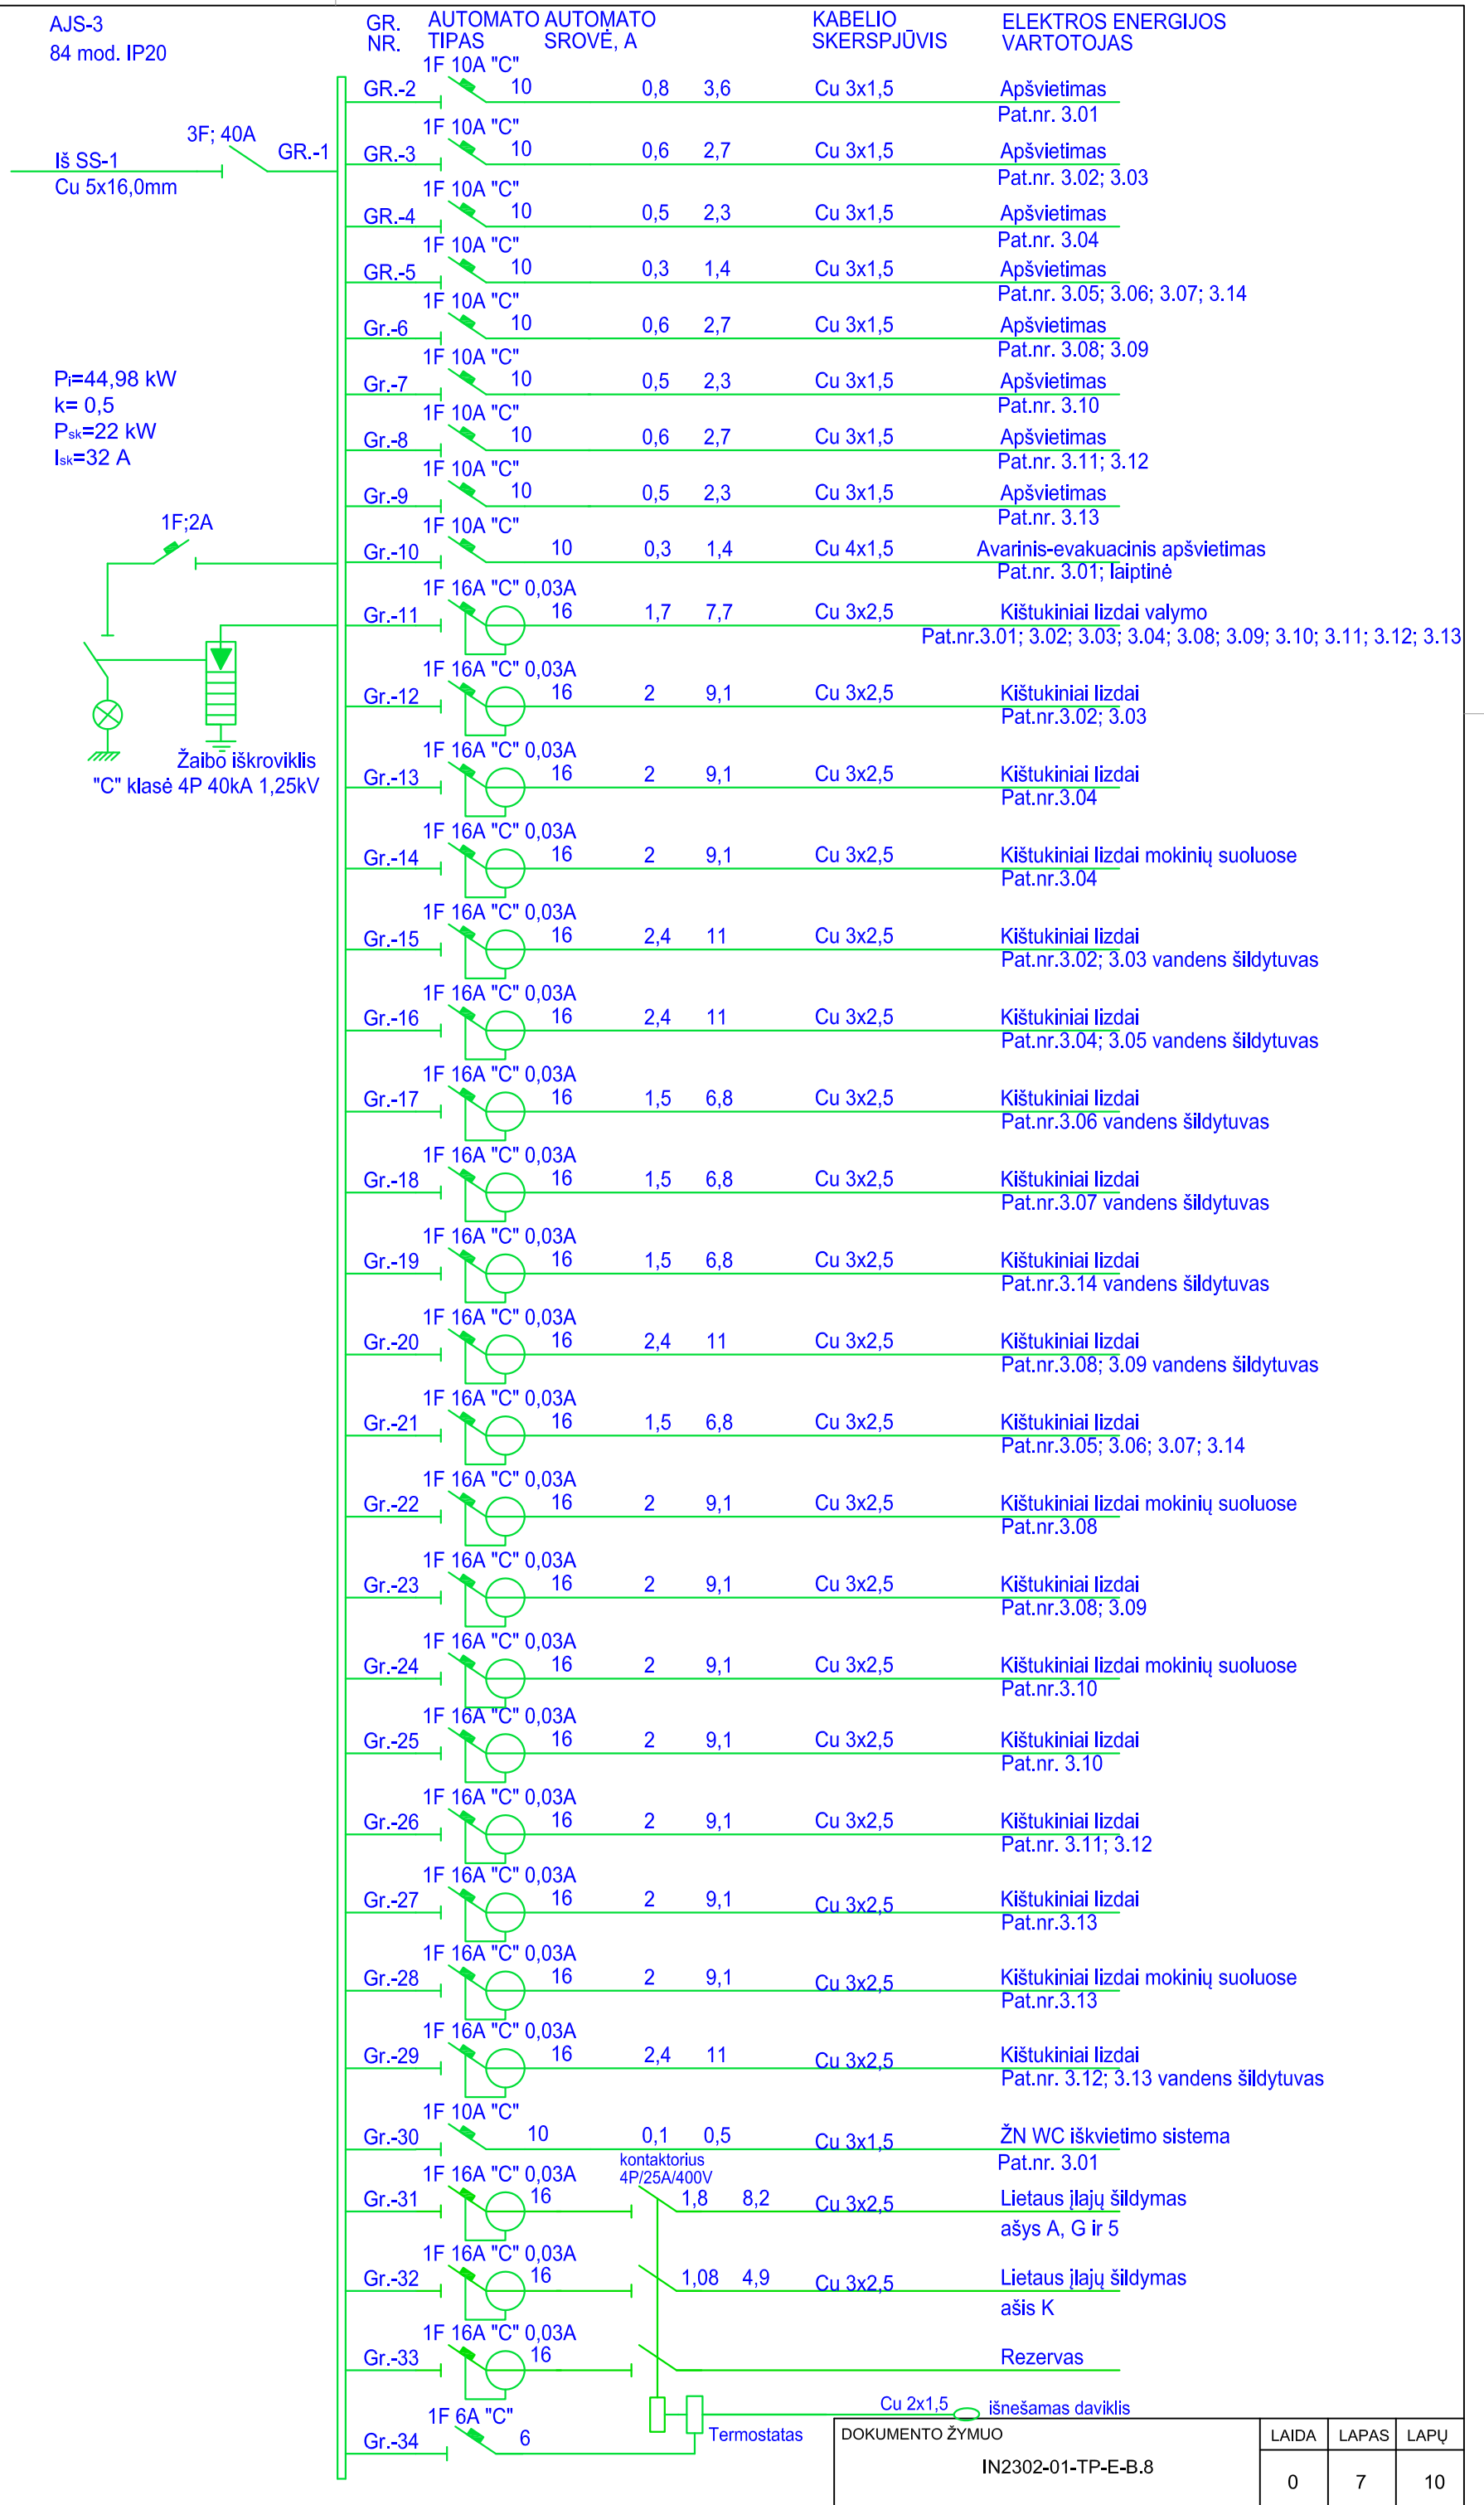 AJS-3
84 mod. IP20
GR. NR.
AUTOMATO TIPAS
AUTOMATO SROVĖ, A
KABELIO SKERSPJŪVIS
ELEKTROS ENERGIJOS VARTOTOJAS
3F; 40A
GR.-1
Iš SS-1
Cu 5x16,0mm
Pi=44,98 kW
k= 0,5
Psk=22 kW
Isk=32 A
1F;2A
Žaibo iškroviklis
"C" klasė 4P 40kA 1,25kV
1F 10A "C"
GR.-2 10 0,8 3,6 Cu 3x1,5 Apšvietimas
Pat.nr. 3.01
1F 10A "C"
GR.-3 10 0,6 2,7 Cu 3x1,5 Apšvietimas
Pat.nr. 3.02; 3.03
1F 10A "C"
GR.-4 10 0,5 2,3 Cu 3x1,5 Apšvietimas
Pat.nr. 3.04
1F 10A "C"
GR.-5 10 0,3 1,4 Cu 3x1,5 Apšvietimas
Pat.nr. 3.05; 3.06; 3.07; 3.14
1F 10A "C"
Gr.-6 10 0,6 2,7 Cu 3x1,5 Apšvietimas
Pat.nr. 3.08; 3.09
1F 10A "C"
Gr.-7 10 0,5 2,3 Cu 3x1,5 Apšvietimas
Pat.nr. 3.10
1F 10A "C"
Gr.-8 10 0,6 2,7 Cu 3x1,5 Apšvietimas
Pat.nr. 3.11; 3.12
1F 10A "C"
Gr.-9 10 0,5 2,3 Cu 3x1,5 Apšvietimas
Pat.nr. 3.13
1F 10A "C"
Gr.-10 10 0,3 1,4 Cu 4x1,5 Avarinis-evakuacinis apšvietimas
Pat.nr. 3.01; laiptinė
1F 16A "C" 0,03A
Gr.-11 16 1,7 7,7 Cu 3x2,5 Kištukiniai lizdai valymo
Pat.nr.3.01; 3.02; 3.03; 3.04; 3.08; 3.09; 3.10; 3.11; 3.12; 3.13
1F 16A "C" 0,03A
Gr.-12 16 2 9,1 Cu 3x2,5 Kištukiniai lizdai
Pat.nr.3.02; 3.03
1F 16A "C" 0,03A
Gr.-13 16 2 9,1 Cu 3x2,5 Kištukiniai lizdai
Pat.nr.3.04
1F 16A "C" 0,03A
Gr.-14 16 2 9,1 Cu 3x2,5 Kištukiniai lizdai mokinių suoluose
Pat.nr.3.04
1F 16A "C" 0,03A
Gr.-15 16 2,4 11 Cu 3x2,5 Kištukiniai lizdai
Pat.nr.3.02; 3.03 vandens šildytuvas
1F 16A "C" 0,03A
Gr.-16 16 2,4 11 Cu 3x2,5 Kištukiniai lizdai
Pat.nr.3.04; 3.05 vandens šildytuvas
1F 16A "C" 0,03A
Gr.-17 16 1,5 6,8 Cu 3x2,5 Kištukiniai lizdai
Pat.nr.3.06 vandens šildytuvas
1F 16A "C" 0,03A
Gr.-18 16 1,5 6,8 Cu 3x2,5 Kištukiniai lizdai
Pat.nr.3.07 vandens šildytuvas
1F 16A "C" 0,03A
Gr.-19 16 1,5 6,8 Cu 3x2,5 Kištukiniai lizdai
Pat.nr.3.14 vandens šildytuvas
1F 16A "C" 0,03A
Gr.-20 16 2,4 11 Cu 3x2,5 Kištukiniai lizdai
Pat.nr.3.08; 3.09 vandens šildytuvas
1F 16A "C" 0,03A
Gr.-21 16 1,5 6,8 Cu 3x2,5 Kištukiniai lizdai
Pat.nr.3.05; 3.06; 3.07; 3.14
1F 16A "C" 0,03A
Gr.-22 16 2 9,1 Cu 3x2,5 Kištukiniai lizdai mokinių suoluose
Pat.nr.3.08
1F 16A "C" 0,03A
Gr.-23 16 2 9,1 Cu 3x2,5 Kištukiniai lizdai
Pat.nr.3.08; 3.09
1F 16A "C" 0,03A
Gr.-24 16 2 9,1 Cu 3x2,5 Kištukiniai lizdai mokinių suoluose
Pat.nr.3.10
1F 16A "C" 0,03A
Gr.-25 16 2 9,1 Cu 3x2,5 Kištukiniai lizdai
Pat.nr. 3.10
1F 16A "C" 0,03A
Gr.-26 16 2 9,1 Cu 3x2,5 Kištukiniai lizdai
Pat.nr. 3.11; 3.12
1F 16A "C" 0,03A
Gr.-27 16 2 9,1 Cu 3x2,5 Kištukiniai lizdai
Pat.nr.3.13
1F 16A "C" 0,03A
Gr.-28 16 2 9,1 Cu 3x2,5 Kištukiniai lizdai mokinių suoluose
Pat.nr.3.13
1F 16A "C" 0,03A
Gr.-29 16 2,4 11 Cu 3x2,5 Kištukiniai lizdai
Pat.nr. 3.12; 3.13 vandens šildytuvas
1F 10A "C"
Gr.-30 10 0,1 0,5 Cu 3x1,5 ŽN WC iškvietimo sistema
Pat.nr. 3.01
kontaktorius
4P/25A/400V
1F 16A "C" 0,03A
Gr.-31 16 1,8 8,2 Cu 3x2,5 Lietaus įlajų šildymas
ašys A, G ir 5
1F 16A "C" 0,03A
Gr.-32 16 1,08 4,9 Cu 3x2,5 Lietaus įlajų šildymas
ašis K
1F 16A "C" 0,03A
Gr.-33 16 Rezervas
Cu 2x1,5 išnešamas daviklis
1F 6A "C"
Gr.-34 6 Termostatas
DOKUMENTO ŽYMUO LAIDA LAPAS LAPŲ
IN2302-01-TP-E-B.8 0 7 10